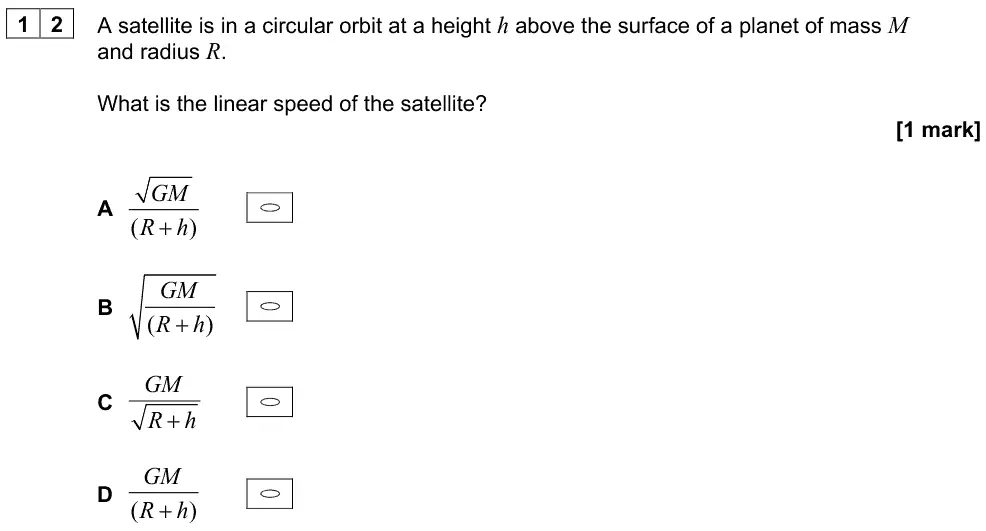 1 2 A satellite is in a circular orbit at a height h above the surface of a planet of mass M
and radius R.
What is the linear speed of the satellite?
[1 mark]
A √GM / (R + h)
B √(GM / (R + h))
C GM / √R + h
D GM / (R + h)